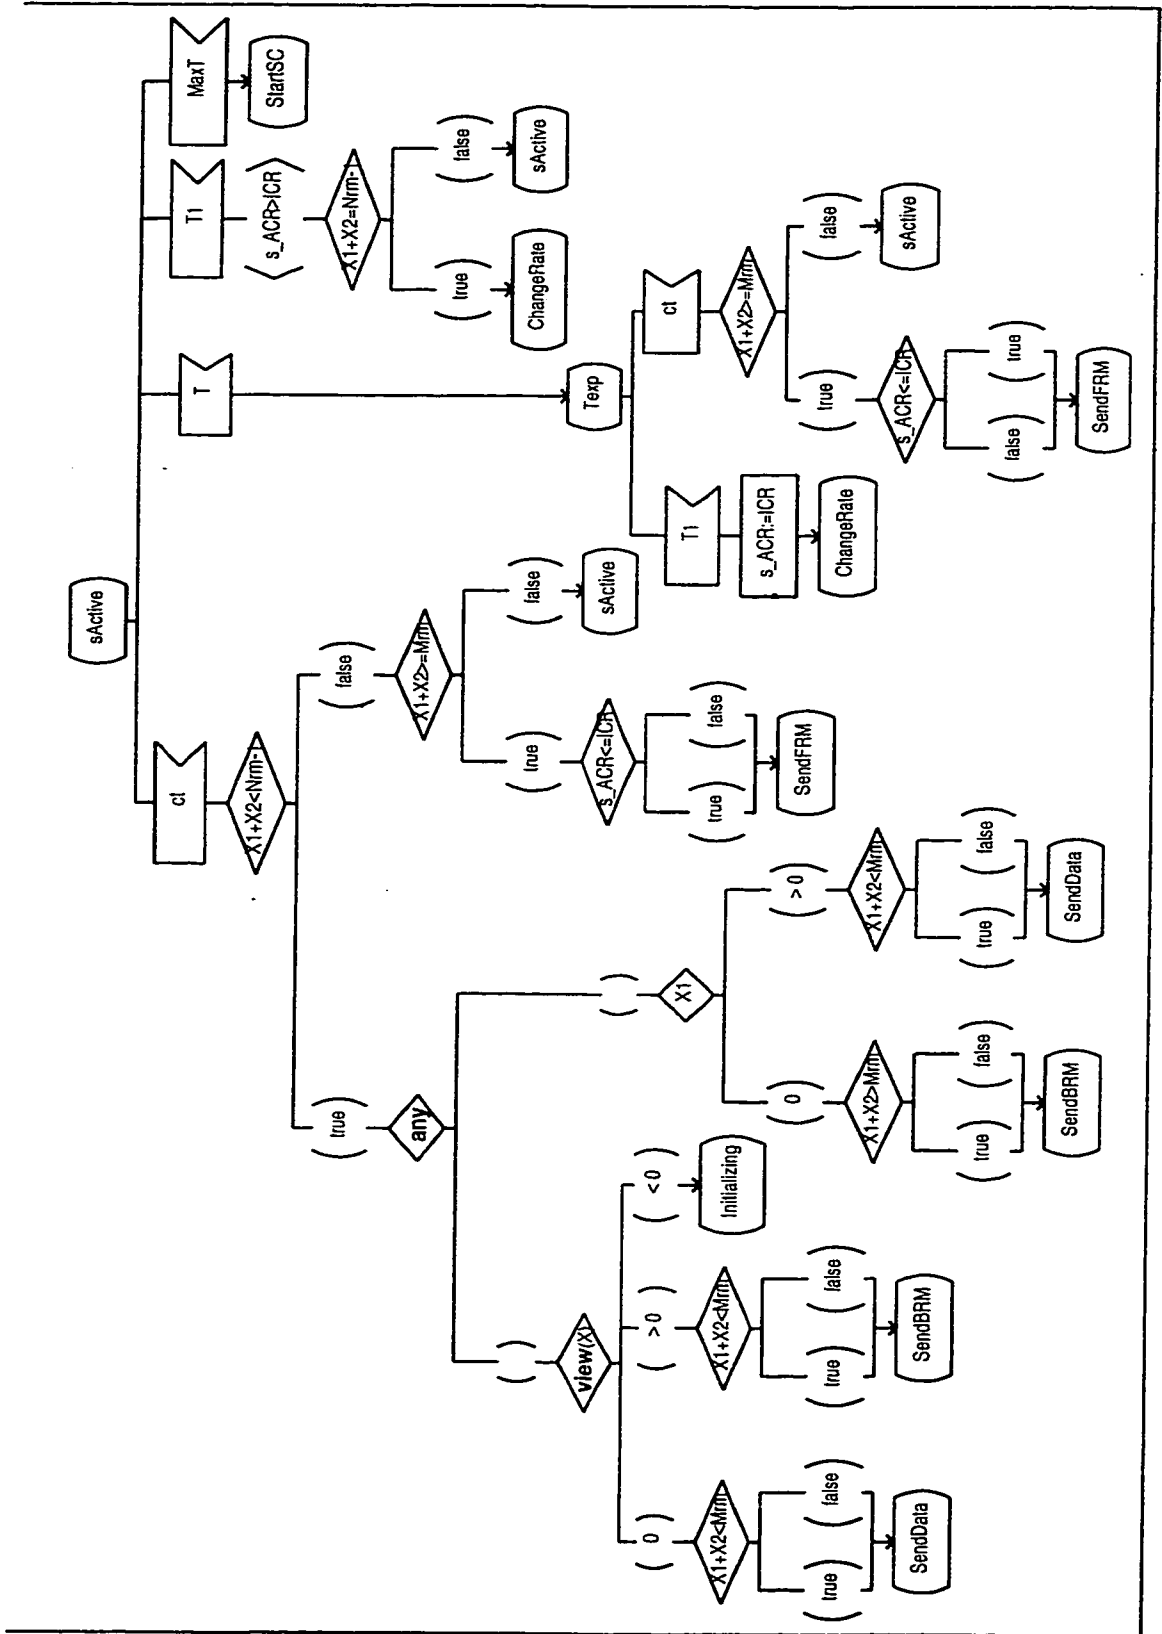 sActive
ct
T
T1
MaxT
X1+X2<Nrm-1
s_ACR>ICR
StartSC
true
false
X1+X2=Nrm-1
any
X1+X2>=Mrm
true
false
ChangeRate
sActive
view(X)
X1
true
false
s_ACR<=ICR
sActive
true
false
SendFRM
Texp
T1
ct
s_ACR:=ICR
X1+X2>=Mrm
ChangeRate
true
false
s_ACR<=ICR
sActive
false
true
SendFRM
0
> 0
< 0
X1+X2<Mrm
X1+X2<Mrm
Initializing
true
false
true
false
SendData
SendBRM
0
> 0
X1+X2>Mrm
X1+X2<Mrm
true
false
true
false
SendBRM
SendData